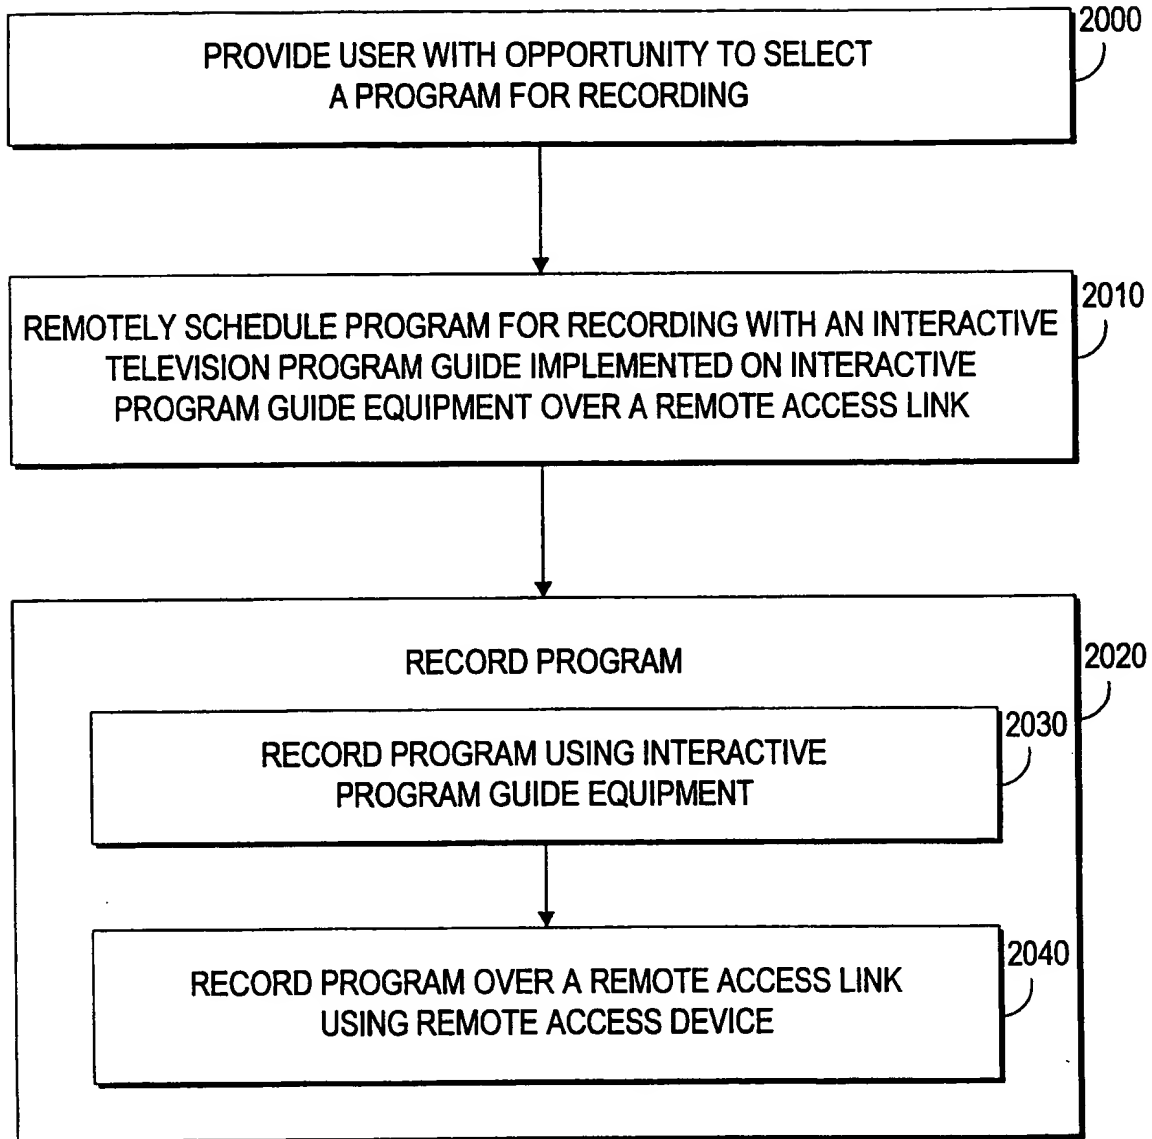 2000
PROVIDE USER WITH OPPORTUNITY TO SELECT
A PROGRAM FOR RECORDING
2010
REMOTELY SCHEDULE PROGRAM FOR RECORDING WITH AN INTERACTIVE
TELEVISION PROGRAM GUIDE IMPLEMENTED ON INTERACTIVE
PROGRAM GUIDE EQUIPMENT OVER A REMOTE ACCESS LINK
2020
RECORD PROGRAM
2030
RECORD PROGRAM USING INTERACTIVE
PROGRAM GUIDE EQUIPMENT
2040
RECORD PROGRAM OVER A REMOTE ACCESS LINK
USING REMOTE ACCESS DEVICE